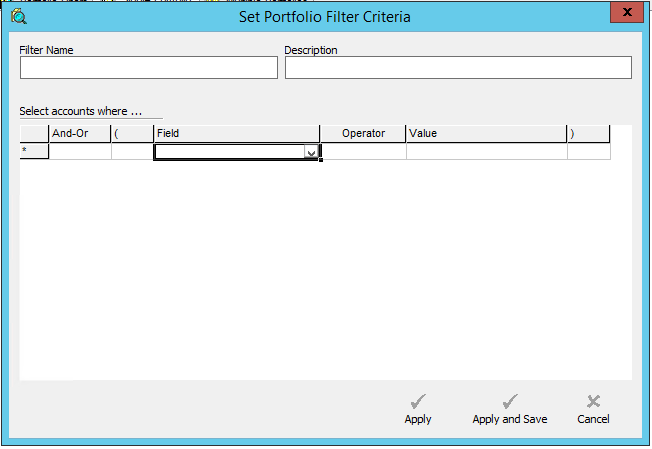 Set Portfolio Filter Criteria
x
Filter Name Description
Select accounts where ...
And-Or ( Field Operator Value )
*
Apply Apply and Save Cancel